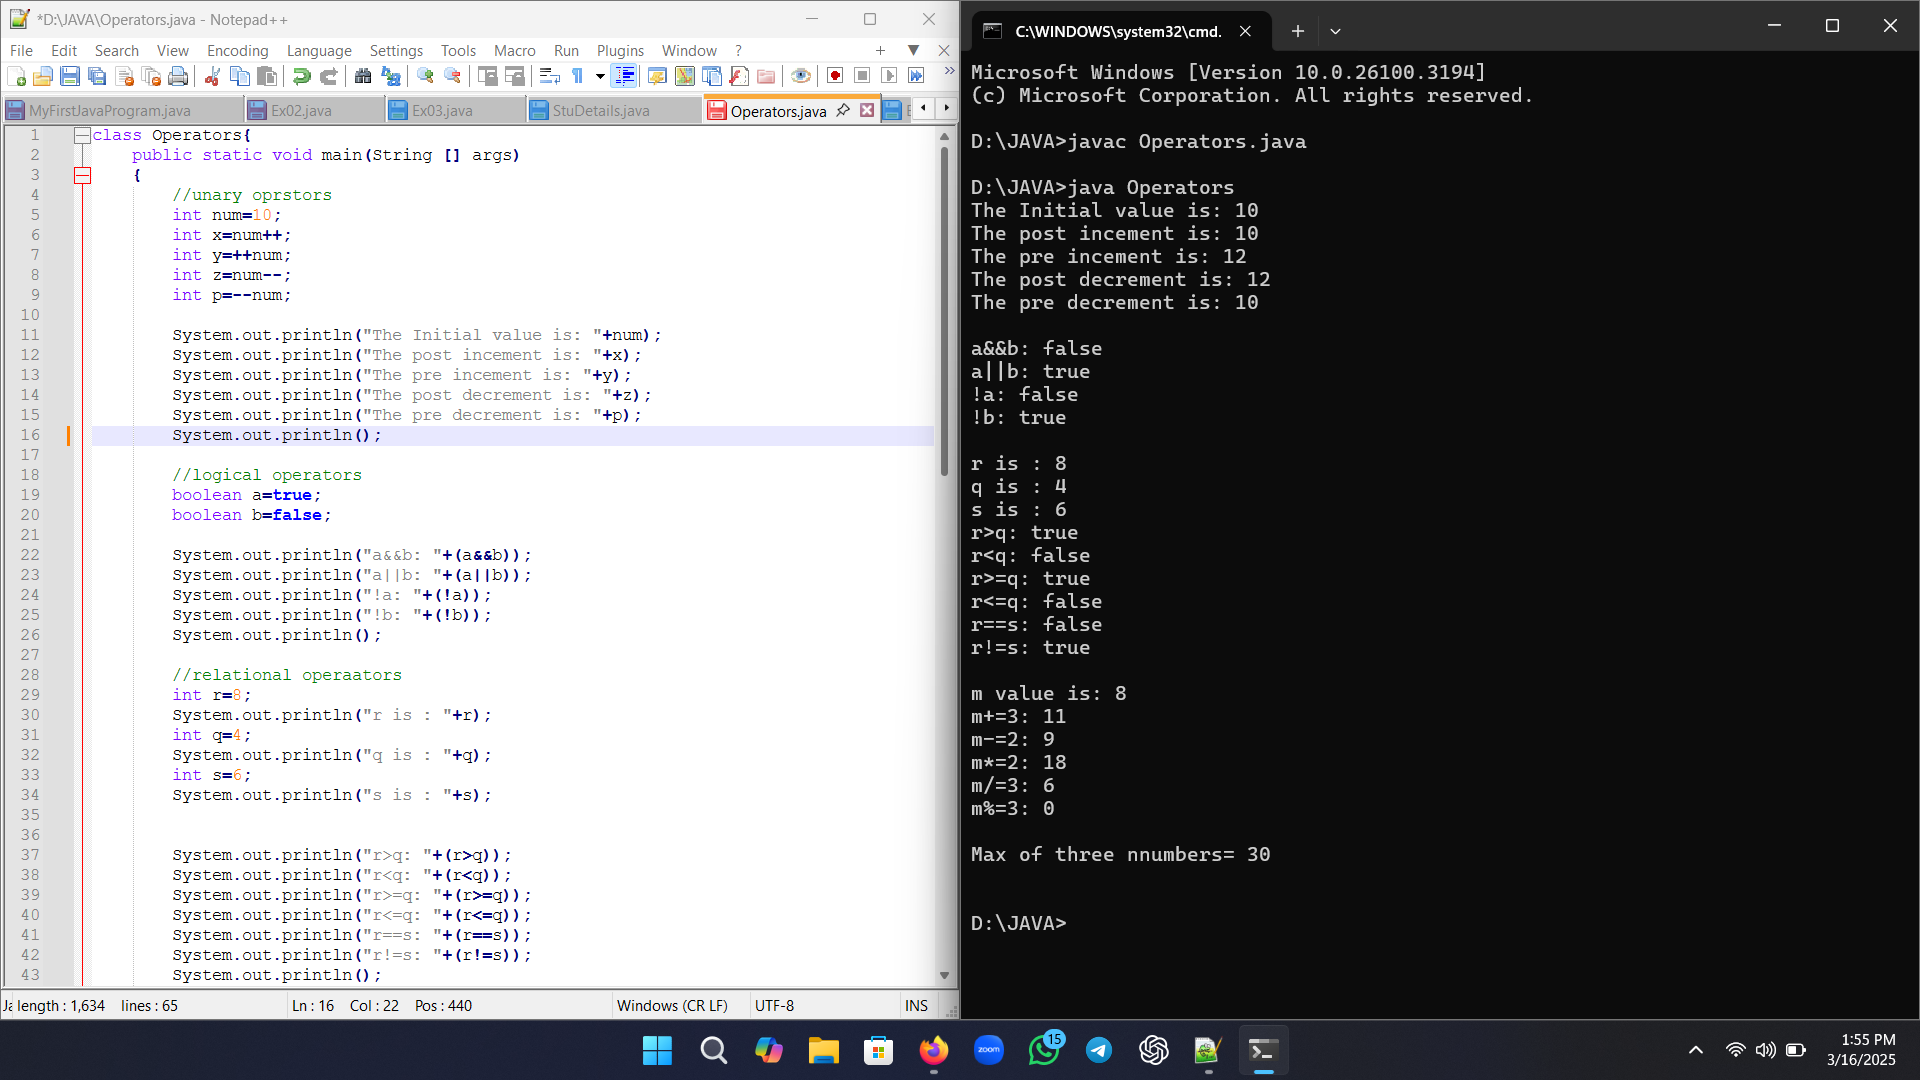 *D:\JAVA\Operators.java - Notepad++
File Edit Search View Encoding Language Settings Tools Macro Run Plugins Window ?
MyFirstJavaProgram.java Ex02.java Ex03.java StuDetails.java Operators.java
1 class Operators{
2 public static void main(String [] args)
3 {
4 //unary oprstors
5 int num=10;
6 int x=num++;
7 int y=++num;
8 int z=num--;
9 int p=--num;
10
11 System.out.println("The Initial value is: "+num);
12 System.out.println("The post incement is: "+x);
13 System.out.println("The pre incement is: "+y);
14 System.out.println("The post decrement is: "+z);
15 System.out.println("The pre decrement is: "+p);
16 System.out.println();
17
18 //logical operators
19 boolean a=true;
20 boolean b=false;
21
22 System.out.println("a&&b: "+(a&&b));
23 System.out.println("a||b: "+(a||b));
24 System.out.println("!a: "+(!a));
25 System.out.println("!b: "+(!b));
26 System.out.println();
27
28 //relational operaators
29 int r=8;
30 System.out.println("r is : "+r);
31 int q=4;
32 System.out.println("q is : "+q);
33 int s=6;
34 System.out.println("s is : "+s);
35
36
37 System.out.println("r>q: "+(r>q));
38 System.out.println("r<q: "+(r<q));
39 System.out.println("r>=q: "+(r>=q));
40 System.out.println("r<=q: "+(r<=q));
41 System.out.println("r==s: "+(r==s));
42 System.out.println("r!=s: "+(r!=s));
43 System.out.println();
Ja length : 1,634 lines : 65 Ln : 16 Col : 22 Pos : 440 Windows (CR LF) UTF-8 INS
C:\WINDOWS\system32\cmd.
Microsoft Windows [Version 10.0.26100.3194]
(c) Microsoft Corporation. All rights reserved.
D:\JAVA>javac Operators.java
D:\JAVA>java Operators
The Initial value is: 10
The post incement is: 10
The pre incement is: 12
The post decrement is: 12
The pre decrement is: 10
a&&b: false
a||b: true
!a: false
!b: true
r is : 8
q is : 4
s is : 6
r>q: true
r<q: false
r>=q: true
r<=q: false
r==s: false
r!=s: true
m value is: 8
m+=3: 11
m-=2: 9
m*=2: 18
m/=3: 6
m%=3: 0
Max of three nnumbers= 30
D:\JAVA>
zoom
15
1:55 PM
3/16/2025